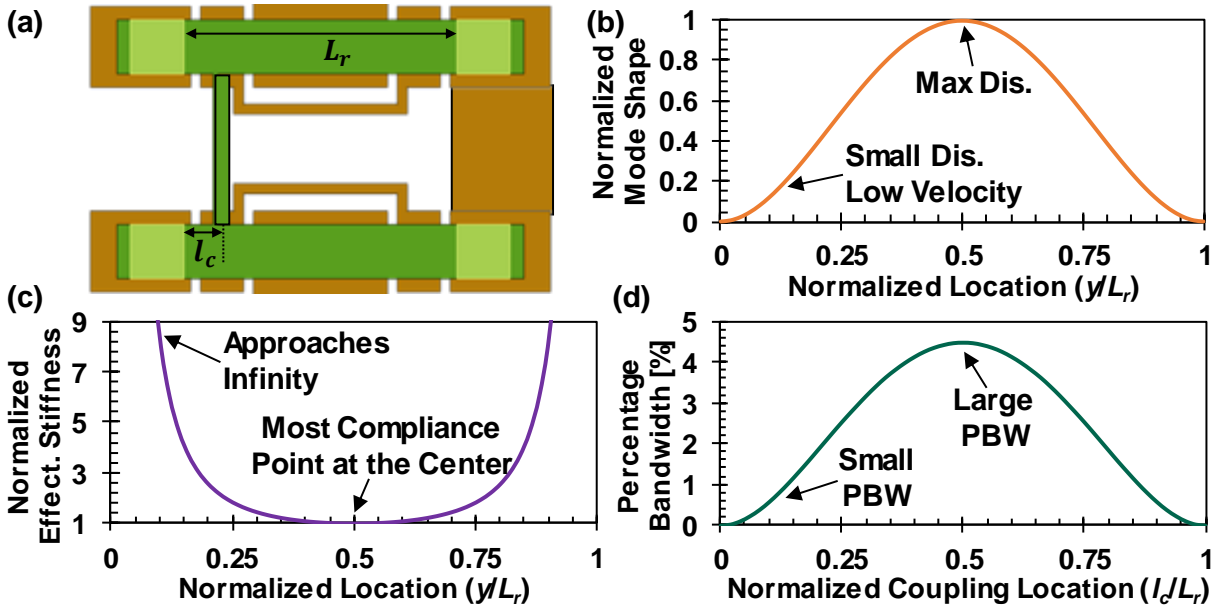 (a)
L_r
l_c
(b)
Normalized
Mode Shape
1
0.8
0.6
0.4
0.2
0
Max Dis.
Small Dis.
Low Velocity
0
0.25
0.5
0.75
1
Normalized Location (y/L_r)
(c)
Normalized
Effect. Stiffness
9
7
5
3
1
Approaches
Infinity
Most Compliance
Point at the Center
0
0.25
0.5
0.75
1
Normalized Location (y/L_r)
(d)
Percentage
Bandwidth [%]
5
4
3
2
1
0
Large
PBW
Small
PBW
0
0.25
0.5
0.75
1
Normalized Coupling Location (l_c/L_r)